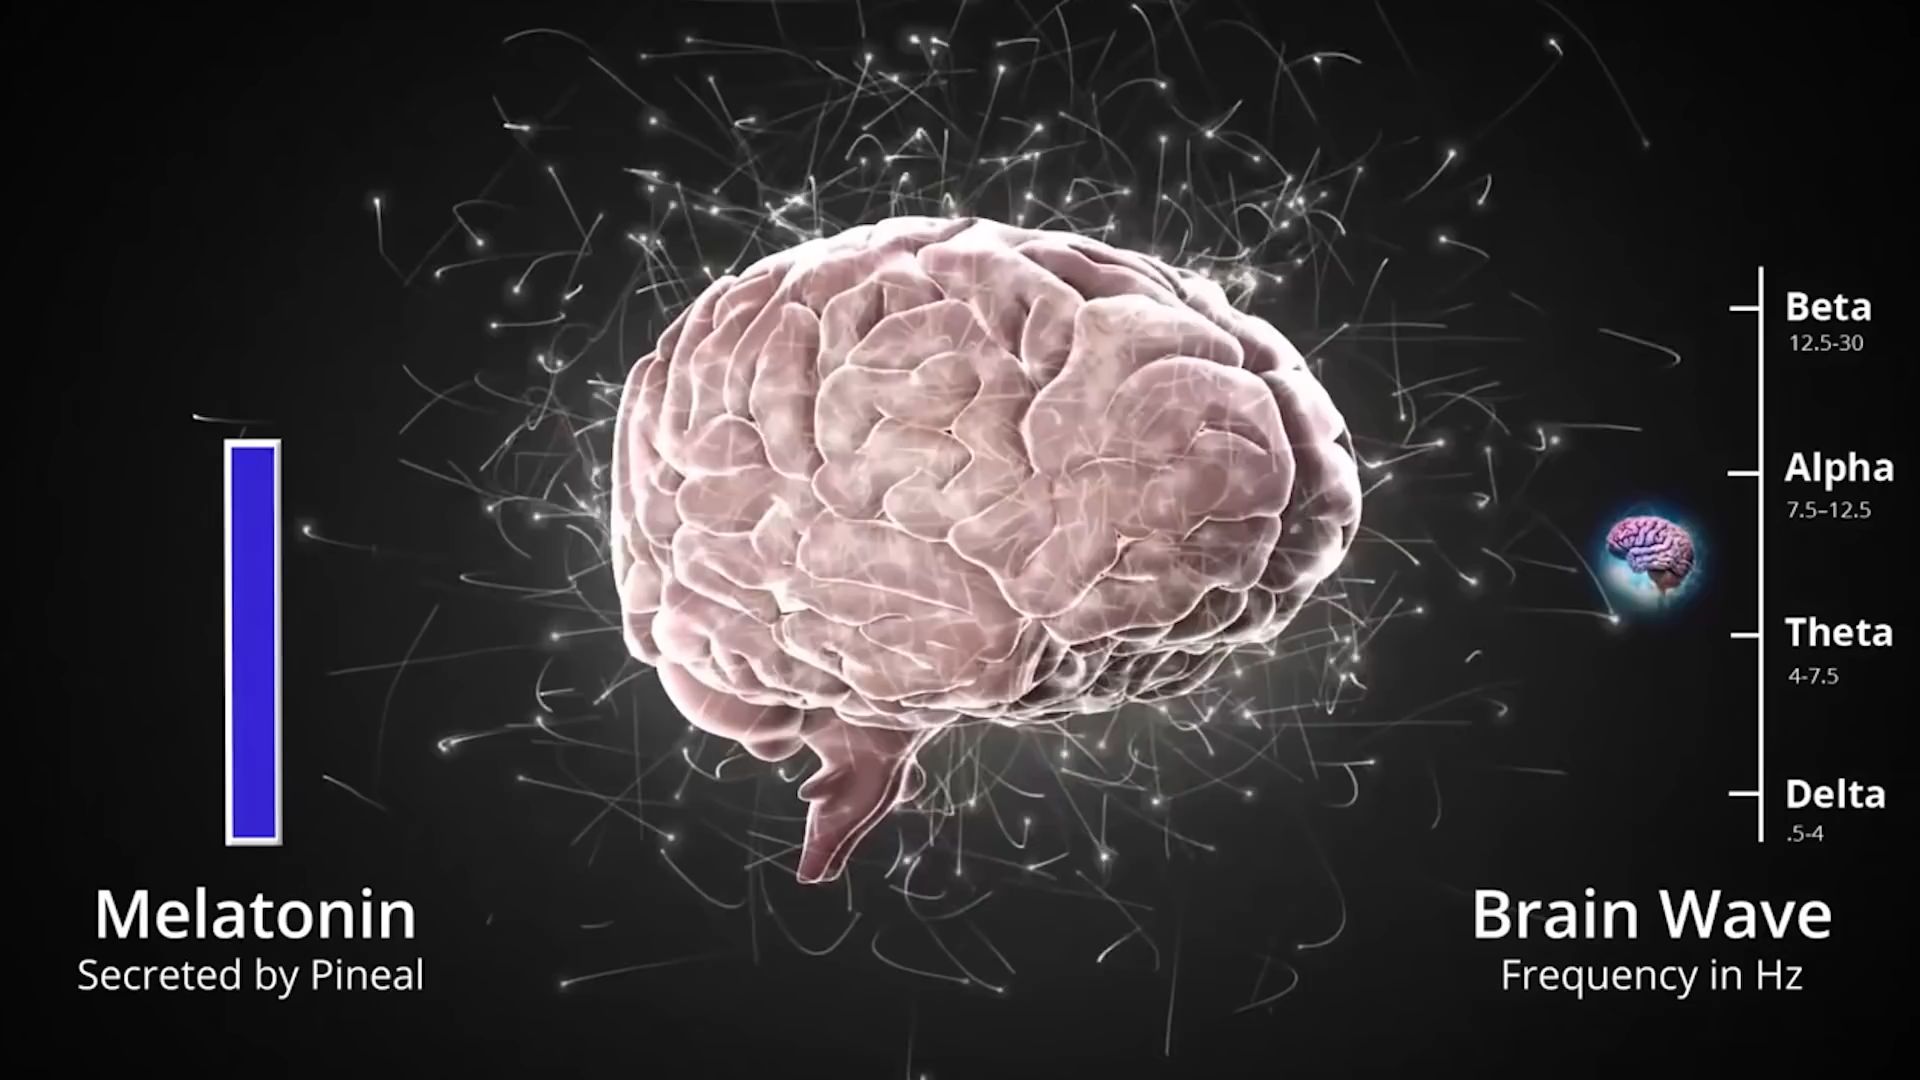 Melatonin
Secreted by Pineal
Beta
12.5-30
Alpha
7.5–12.5
Theta
4-7.5
Delta
.5-4
Brain Wave
Frequency in Hz